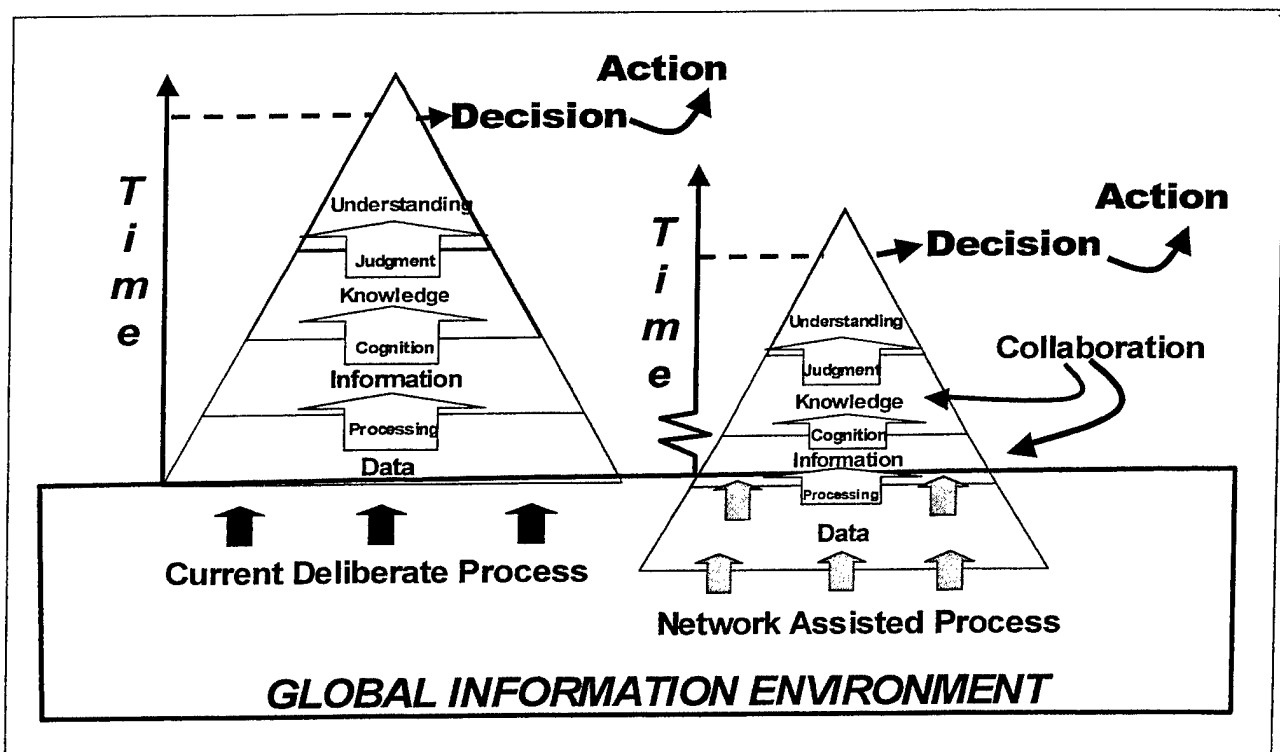 Action
Decision
Time
Understanding
Judgment
Knowledge
Cognition
Information
Processing
Data
Current Deliberate Process
Action
Decision
Time
Understanding
Judgment
Knowledge
Cognition
Information
Processing
Data
Collaboration
Network Assisted Process
GLOBAL INFORMATION ENVIRONMENT